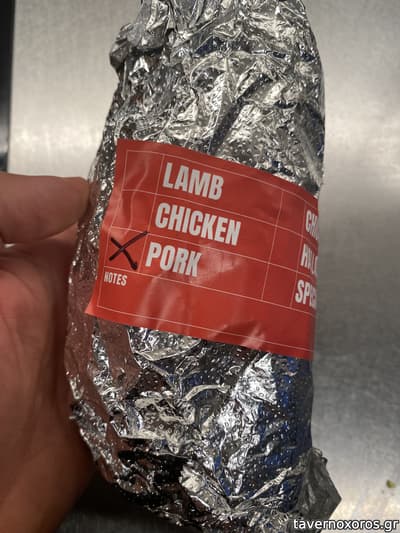 LAMB
CHICKEN
PORK
NOTES
tavernoxoros.gr